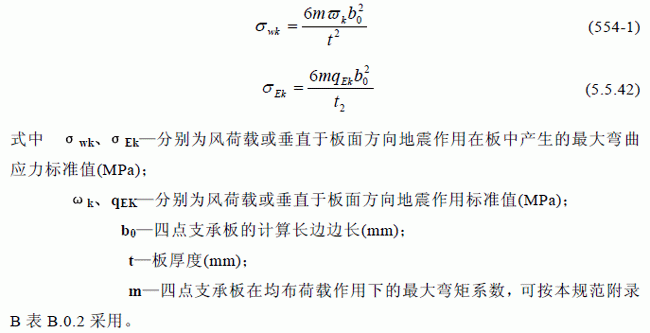 σ_{wk} = \frac{6m ϖ_k b_0^2}{t^2} (554-1)
σ_{Ek} = \frac{6mq_{Ek} b_0^2}{t_2} (5.5.42)
式中 σ wk、σ Ek—分别为风荷载或垂直于板面方向地震作用在板中产生的最大弯曲
应力标准值(MPa);
ω k、qEK—分别为风荷载或垂直于板面方向地震作用标准值(MPa);
b0—四点支承板的计算长边边长(mm);
t—板厚度(mm);
m—四点支承板在均布荷载作用下的最大弯矩系数,可按本规范附录
B 表 B.0.2 采用。